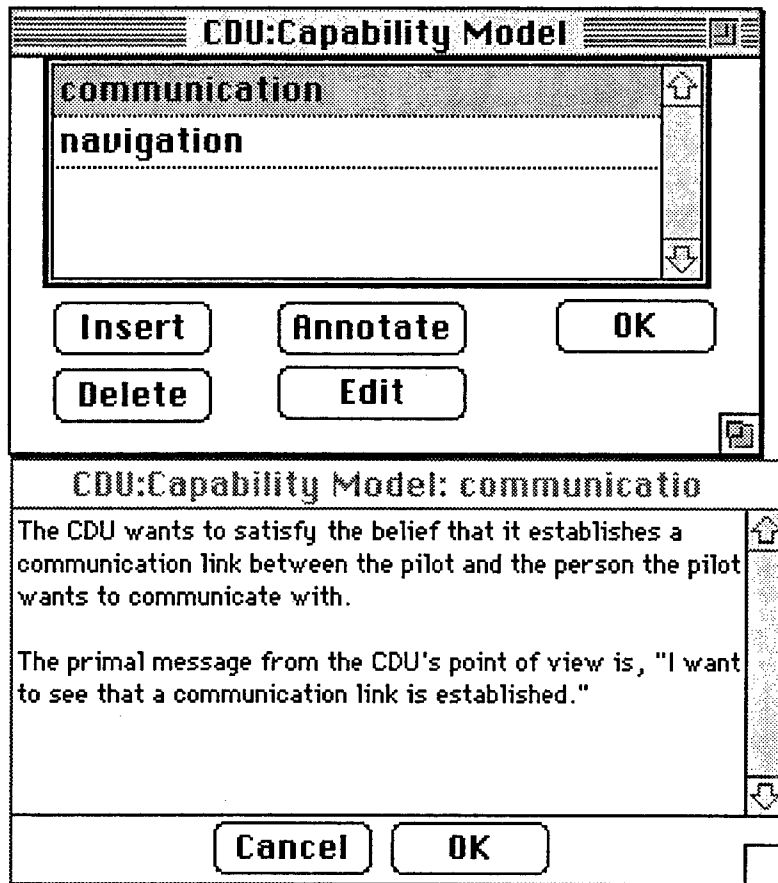 CDU:Capability Model
communication
navigation
Insert
Annotate
OK
Delete
Edit
CDU:Capability Model: communicatio
The CDU wants to satisfy the belief that it establishes a
communication link between the pilot and the person the pilot
wants to communicate with.
The primal message from the CDU's point of view is, "I want
to see that a communication link is established."
Cancel
OK